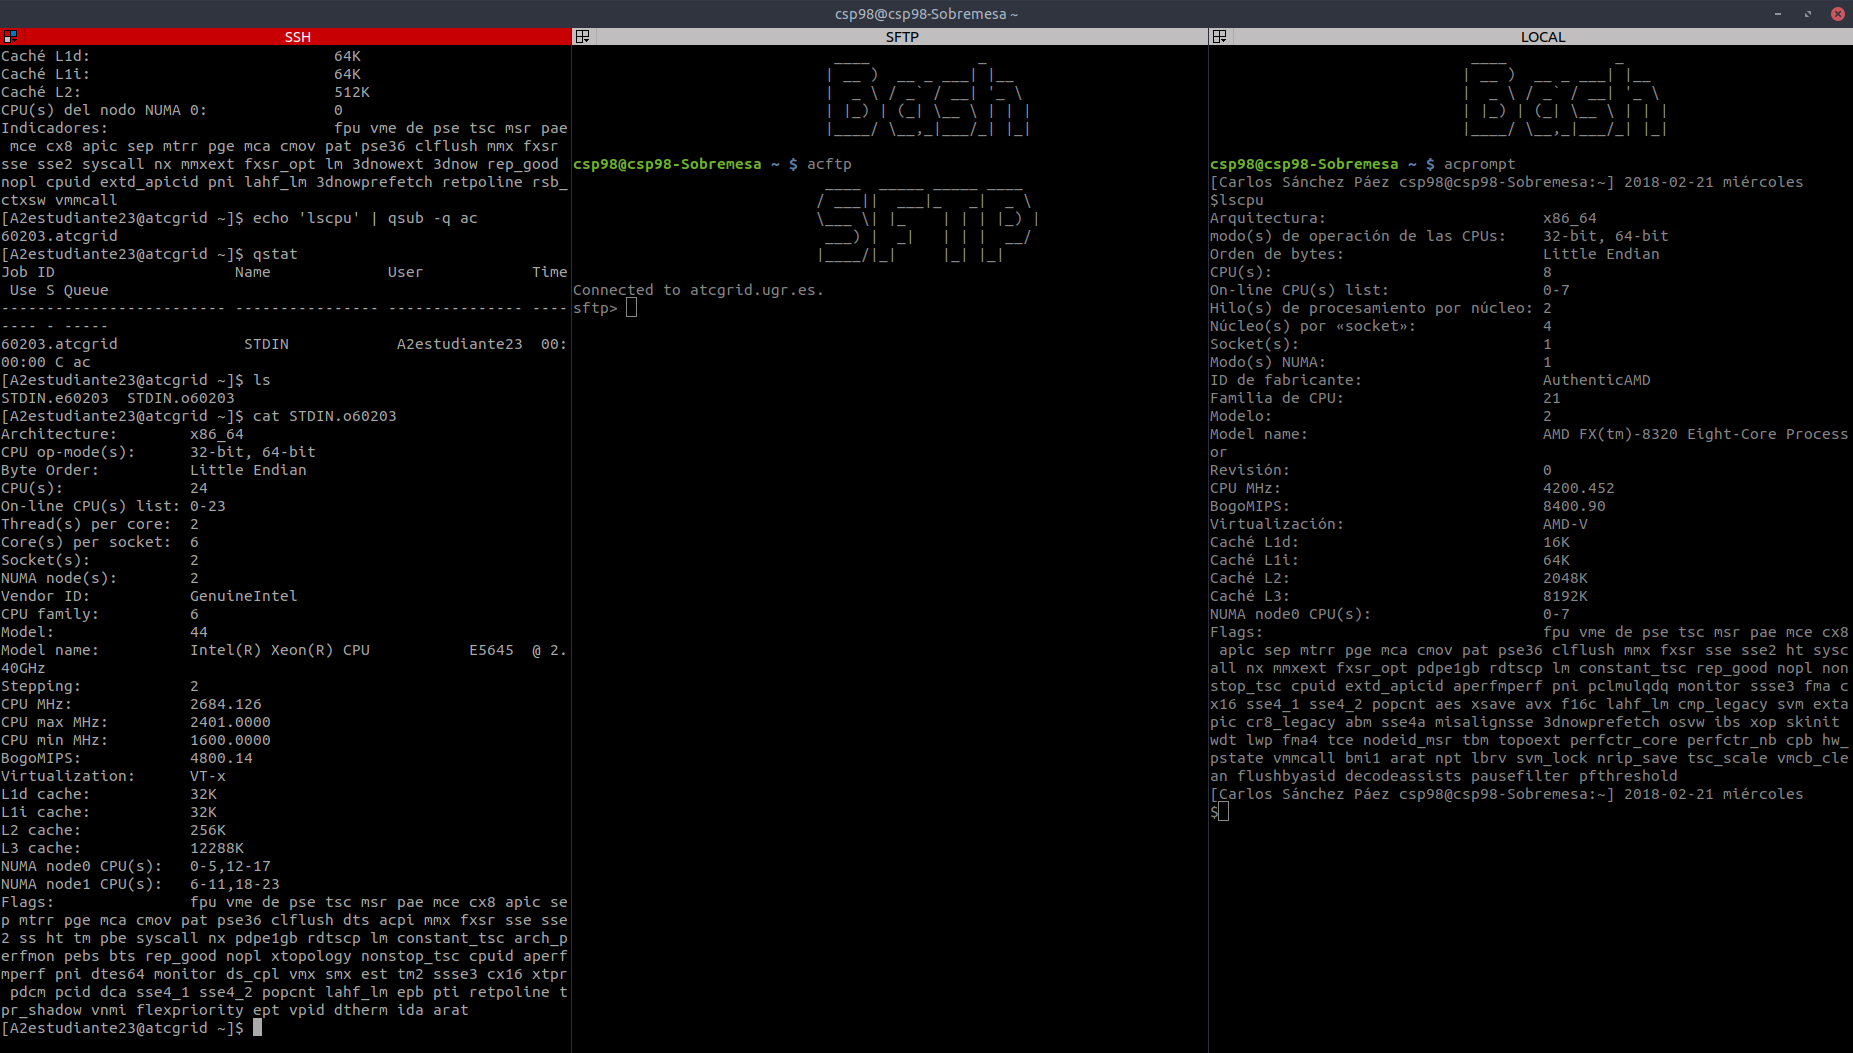 csp98@csp98-Sobremesa ~
SSH
Caché L1d: 64K
Caché L1i: 64K
Caché L2: 512K
CPU(s) del nodo NUMA 0: 0
Indicadores: fpu vme de pse tsc msr pae
mce cx8 apic sep mtrr pge mca cmov pat pse36 clflush mmx fxsr
sse sse2 syscall nx mmxext fxsr_opt lm 3dnowext 3dnow rep_good
nopl cpuid extd_apicid pni lahf_lm 3dnowprefetch retpoline rsb_
ctxsw vmmcall
[A2estudiante23@atcgrid ~]$ echo 'lscpu' | qsub -q ac
60203.atcgrid
[A2estudiante23@atcgrid ~]$ qstat
Job ID Name User Time
Use S Queue
------------------------- ---------------- --------------- ----
---- - -----
60203.atcgrid STDIN A2estudiante23 00:
00:00 C ac
[A2estudiante23@atcgrid ~]$ ls
STDIN.e60203 STDIN.o60203
[A2estudiante23@atcgrid ~]$ cat STDIN.o60203
Architecture: x86_64
CPU op-mode(s): 32-bit, 64-bit
Byte Order: Little Endian
CPU(s): 24
On-line CPU(s) list: 0-23
Thread(s) per core: 2
Core(s) per socket: 6
Socket(s): 2
NUMA node(s): 2
Vendor ID: GenuineIntel
CPU family: 6
Model: 44
Model name: Intel(R) Xeon(R) CPU E5645 @ 2.
40GHz
Stepping: 2
CPU MHz: 2684.126
CPU max MHz: 2401.0000
CPU min MHz: 1600.0000
BogoMIPS: 4800.14
Virtualization: VT-x
L1d cache: 32K
L1i cache: 32K
L2 cache: 256K
L3 cache: 12288K
NUMA node0 CPU(s): 0-5,12-17
NUMA node1 CPU(s): 6-11,18-23
Flags: fpu vme de pse tsc msr pae mce cx8 apic se
p mtrr pge mca cmov pat pse36 clflush dts acpi mmx fxsr sse sse
2 ss ht tm pbe syscall nx pdpe1gb rdtscp lm constant_tsc arch_p
erfmon pebs bts rep_good nopl xtopology nonstop_tsc cpuid aperf
mperf pni dtes64 monitor ds_cpl vmx smx est tm2 ssse3 cx16 xtpr
pdcm pcid dca sse4_1 sse4_2 popcnt lahf_lm epb pti retpoline t
pr_shadow vnmi flexpriority ept vpid dtherm ida arat
[A2estudiante23@atcgrid ~]$
SFTP
Bash
csp98@csp98-Sobremesa ~ $ acftp
SFTP
Connected to atcgrid.ugr.es.
sftp>
LOCAL
Bash
csp98@csp98-Sobremesa ~ $ acprompt
[Carlos Sánchez Páez csp98@csp98-Sobremesa:~] 2018-02-21 miércoles
$lscpu
Arquitectura: x86_64
modo(s) de operación de las CPUs: 32-bit, 64-bit
Orden de bytes: Little Endian
CPU(s): 8
On-line CPU(s) list: 0-7
Hilo(s) de procesamiento por núcleo: 2
Núcleo(s) por «socket»: 4
Socket(s): 1
Modo(s) NUMA: 1
ID de fabricante: AuthenticAMD
Familia de CPU: 21
Modelo: 2
Model name: AMD FX(tm)-8320 Eight-Core Process
or
Revisión: 0
CPU MHz: 4200.452
BogoMIPS: 8400.90
Virtualización: AMD-V
Caché L1d: 16K
Caché L1i: 64K
Caché L2: 2048K
Caché L3: 8192K
NUMA node0 CPU(s): 0-7
Flags: fpu vme de pse tsc msr pae mce cx8
apic sep mtrr pge mca cmov pat pse36 clflush mmx fxsr sse sse2 ht sysc
all nx mmxext fxsr_opt pdpe1gb rdtscp lm constant_tsc rep_good nopl non
stop_tsc cpuid extd_apicid aperfmperf pni pclmulqdq monitor ssse3 fma c
x16 sse4_1 sse4_2 popcnt aes xsave avx f16c lahf_lm cmp_legacy svm exta
pic cr8_legacy abm sse4a misalignsse 3dnowprefetch osvw ibs xop skinit
wdt lwp fma4 tce nodeid_msr tbm topoext perfctr_core perfctr_nb cpb hw_
pstate vmmcall bmi1 arat npt lbrv svm_lock nrip_save tsc_scale vmcb_cle
an flushbyasid decodeassists pausefilter pfthreshold
[Carlos Sánchez Páez csp98@csp98-Sobremesa:~] 2018-02-21 miércoles
$